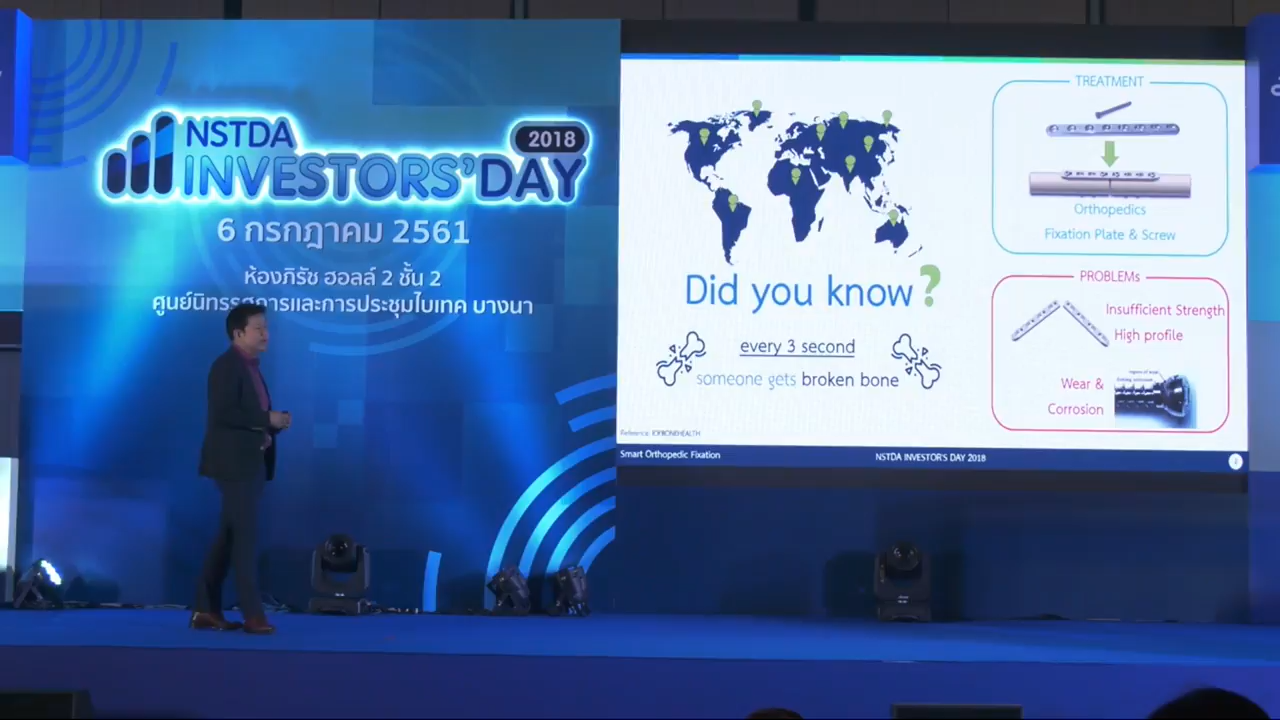 NSTDA
2018
INVESTORS' DAY
6 กรกฎาคม 2561
ห้องภิรัช ฮอลล์ 2 ชั้น 2
ศูนย์นิทรรศการและการประชุมไบเทค บางนา
Did you know?
every 3 second
someone gets broken bone
TREATMENT
Orthopedics
Fixation Plate & Screw
PROBLEMs
Insufficient Strength
High profile
Wear &
Corrosion
Smart Orthopedic Fixation
NSTDA INVESTOR'S DAY 2018